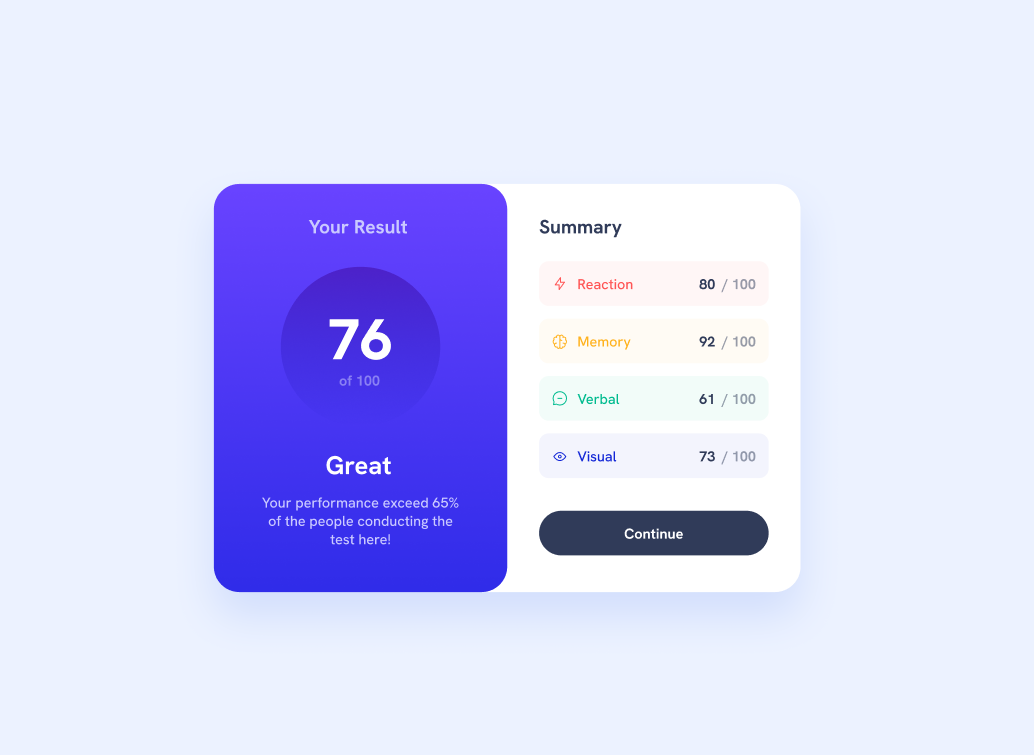 Your Result
76
of 100
Great
Your performance exceed 65%
of the people conducting the
test here!
Summary
Reaction 80 / 100
Memory 92 / 100
Verbal 61 / 100
Visual 73 / 100
Continue